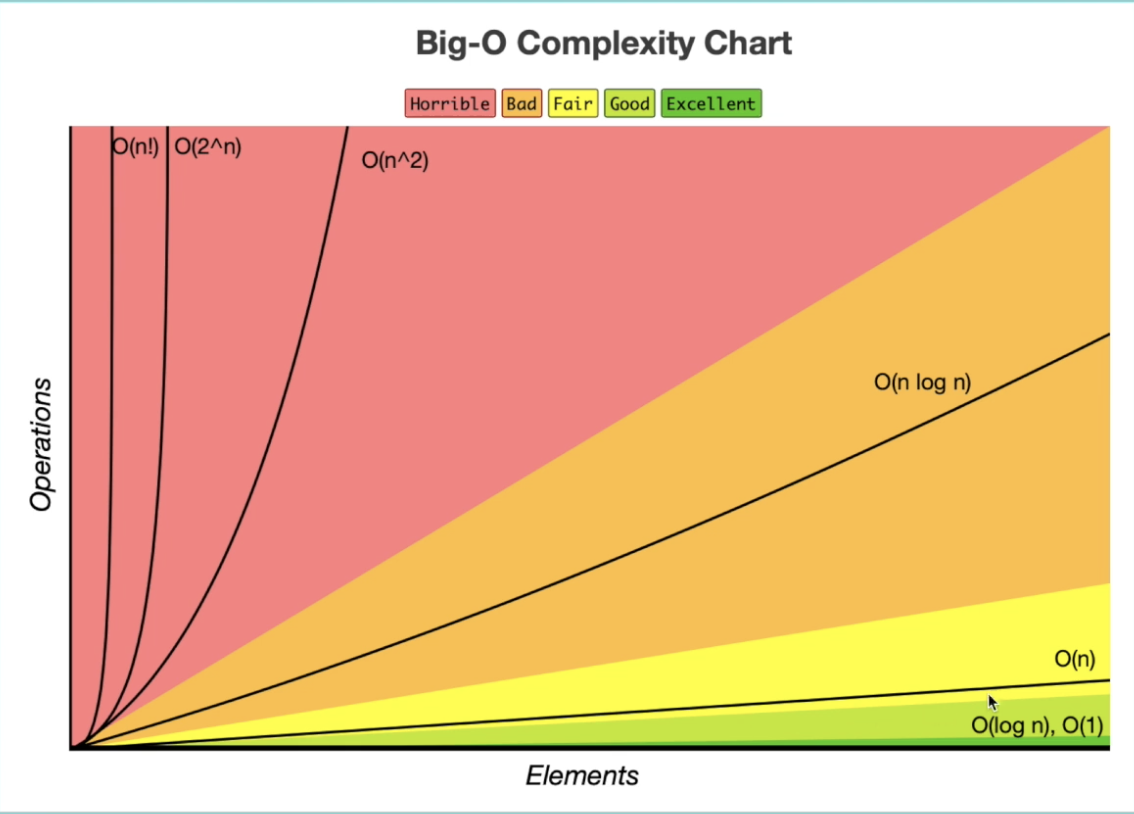 Big-O Complexity Chart
Horrible Bad Fair Good Excellent
O(n!) O(2^n)
O(n^2)
O(n log n)
Operations
O(n)
O(log n), O(1)
Elements